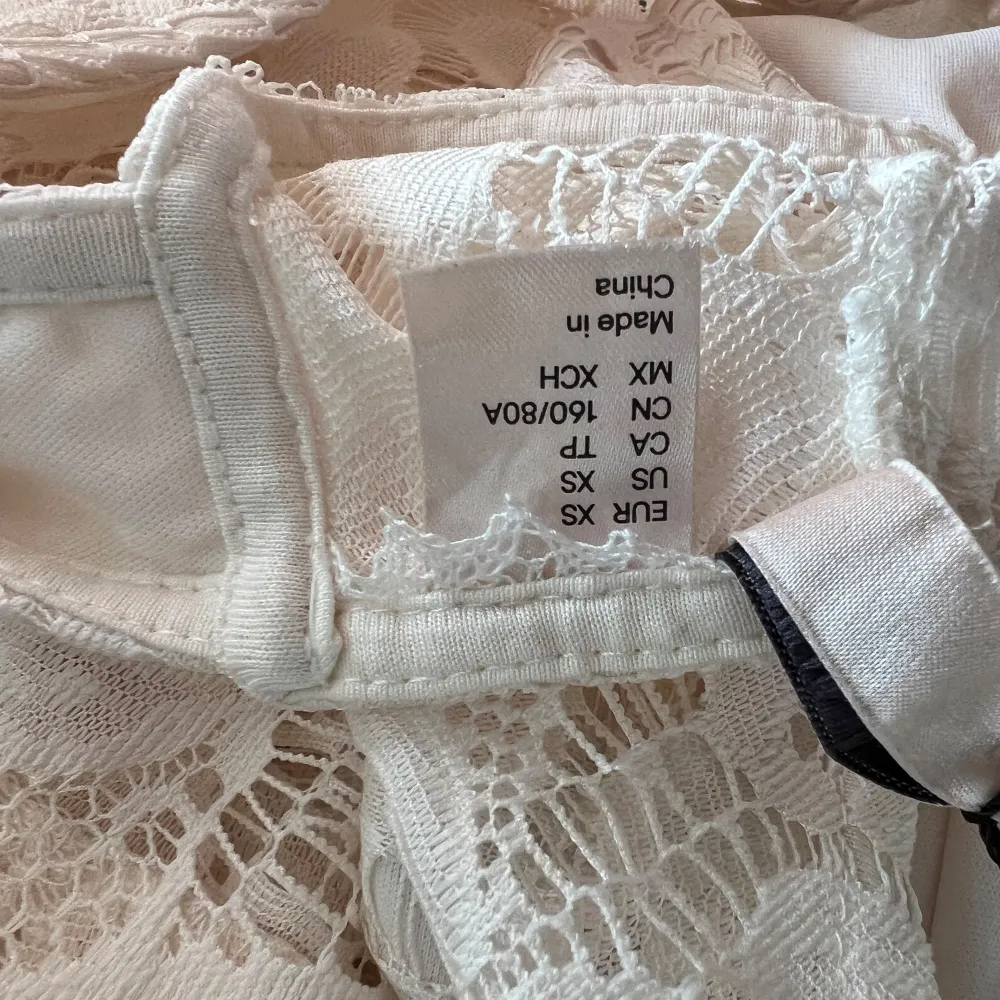 EUR XS
US XS
CA TP
CN 160/80A
MX XCH
Made in
China